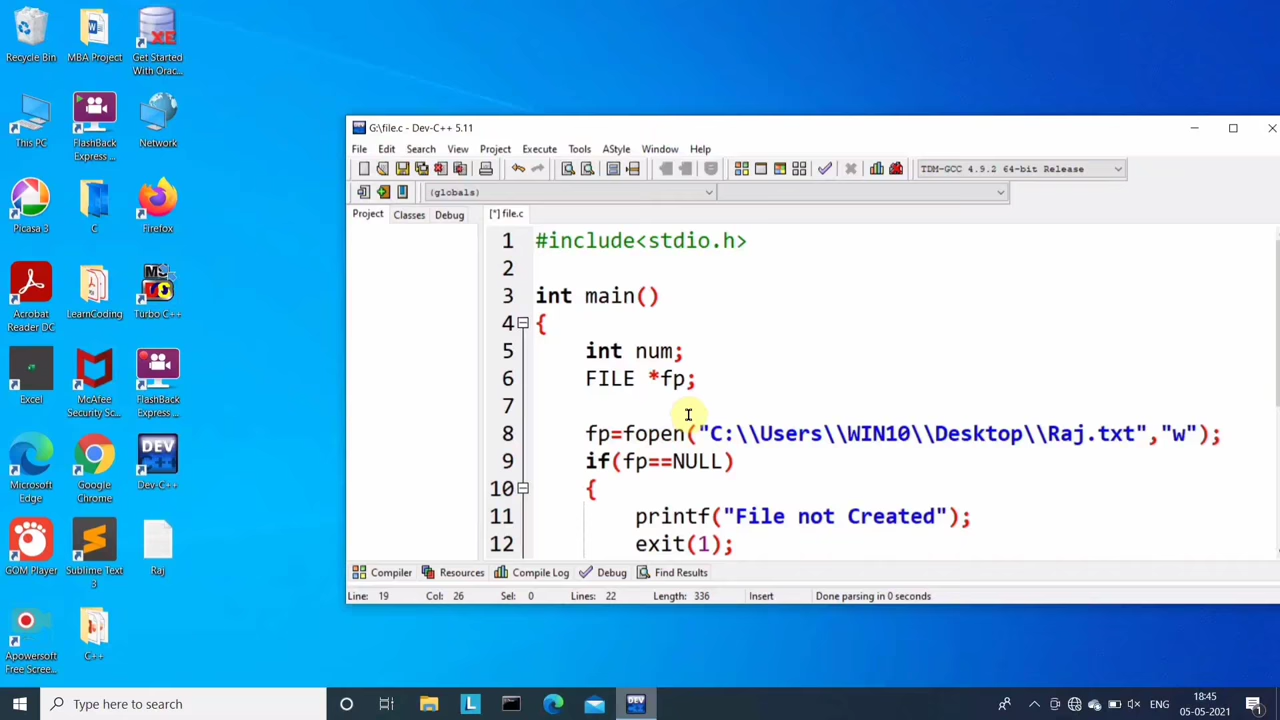 Recycle Bin
MBA Project
Get Started With Orac...
This PC
FlashBack Express ...
Network
Picasa 3
C
Firefox
Acrobat Reader DC
LearnCoding
Turbo C++
Excel
McAfee Security Sc...
FlashBack Express ...
Microsoft Edge
Google Chrome
Dev-C++
GOM Player
Sublime Text 3
Raj
Apowersoft Free Scree...
C++
G:\file.c - Dev-C++ 5.11
File Edit Search View Project Execute Tools AStyle Window Help
TDM-GCC 4.9.2 64-bit Release
(globals)
Project Classes Debug [*] file.c
1 #include<stdio.h>
2
3 int main()
4 {
5 int num;
6 FILE *fp;
7
8 fp=fopen("C:\\Users\\WIN10\\Desktop\\Raj.txt","w");
9 if(fp==NULL)
10 {
11 printf("File not Created");
12 exit(1);
Compiler Resources Compile Log Debug Find Results
Line: 19 Col: 26 Sel: 0 Lines: 22 Length: 336 Insert Done parsing in 0 seconds
Type here to search
ENG
18:45
05-05-2021